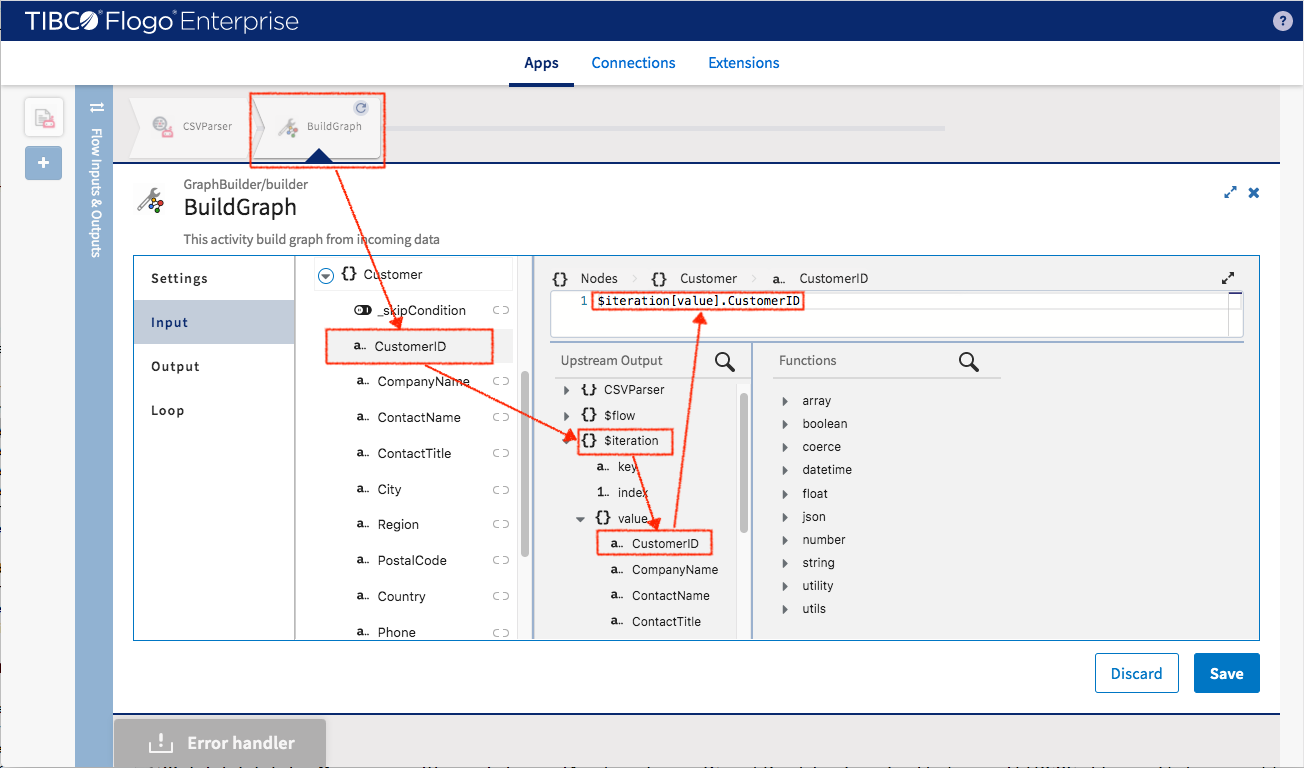 TIBCO® Flogo® Enterprise
?
Apps Connections Extensions
Flow Inputs & Outputs
CSVParser
BuildGraph
GraphBuilder/builder
BuildGraph
This activity build graph from incoming data
Settings
Input
Output
Loop
{} Customer
_skipCondition
a.. CustomerID
a.. CompanyName
a.. ContactName
a.. ContactTitle
a.. City
a.. Region
a.. PostalCode
a.. Country
a.. Phone
{} Nodes {} Customer a.. CustomerID
1 $iteration[value].CustomerID
Upstream Output
{} CSVParser
{} $flow
{} $iteration
a.. key
1.. index
{} value
a.. CustomerID
a.. CompanyName
a.. ContactName
a.. ContactTitle
Functions
array
boolean
coerce
datetime
float
json
number
string
utility
utils
Discard
Save
Error handler